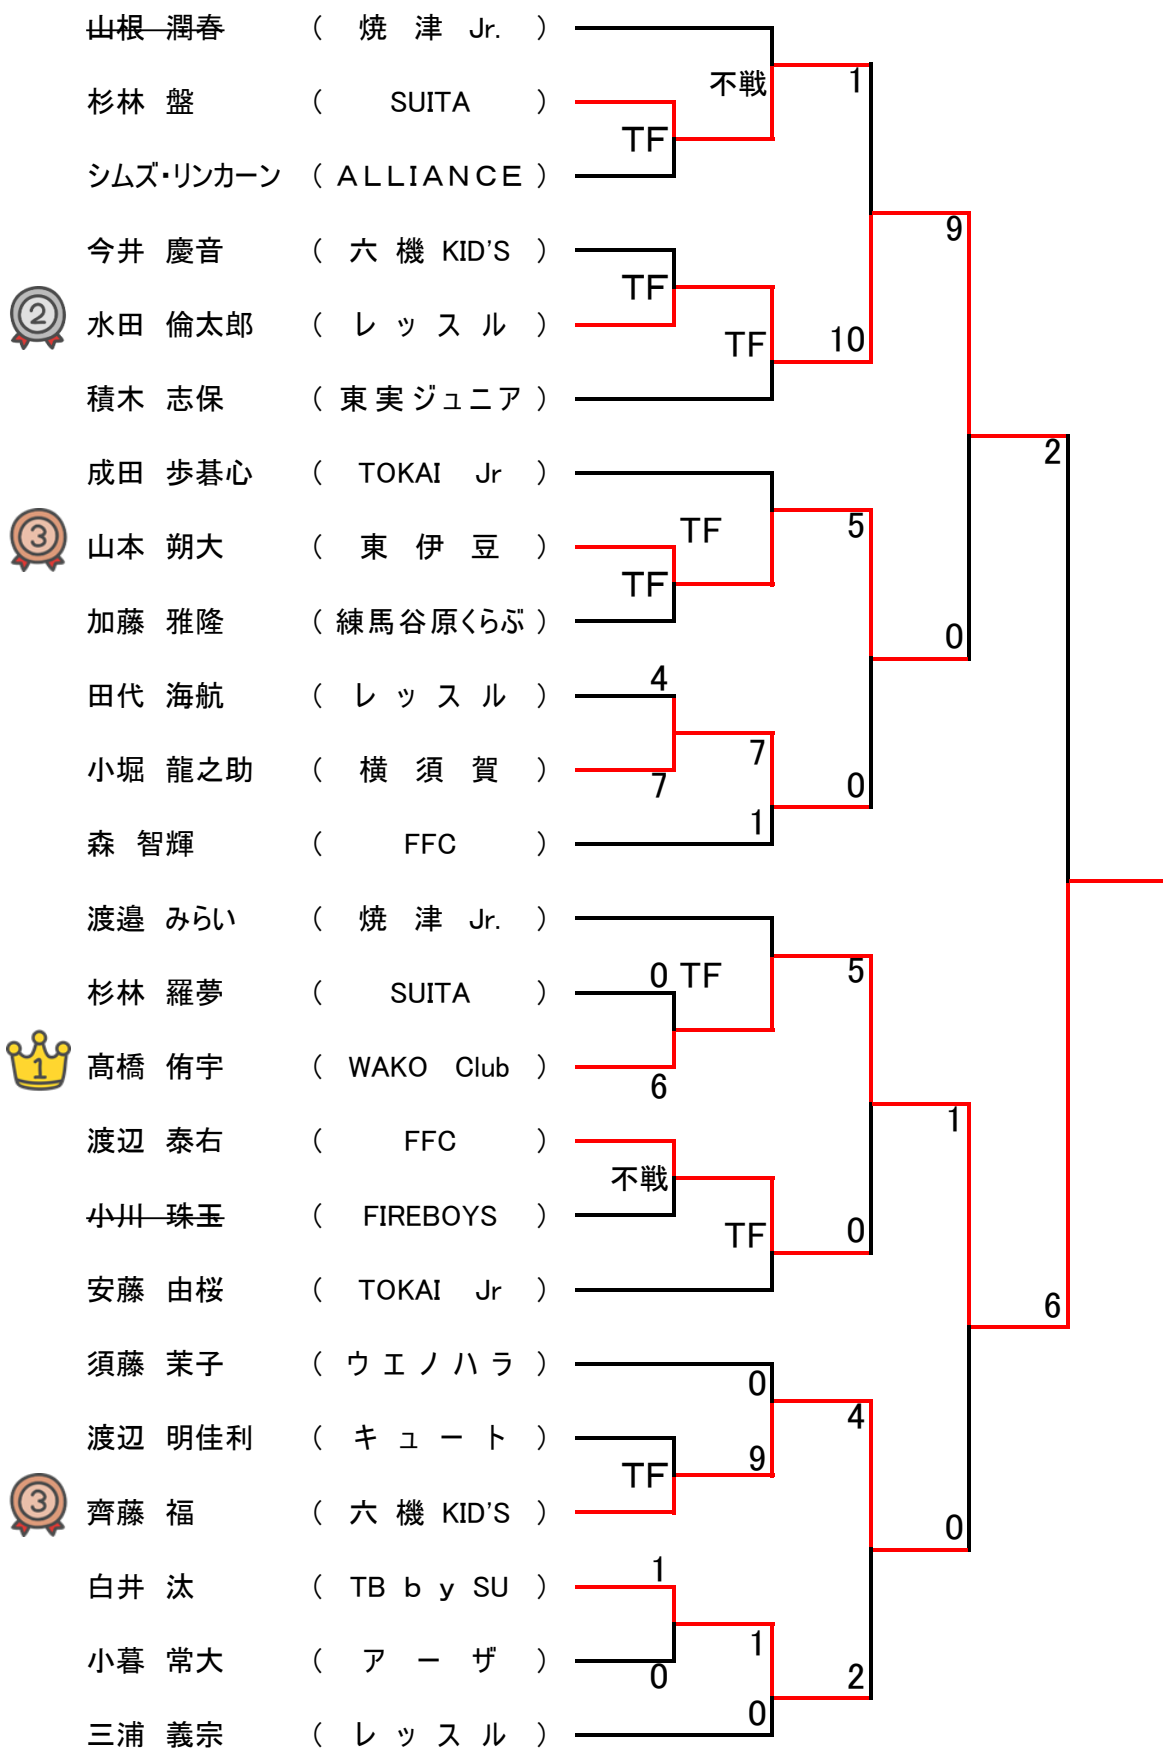 山根 潤春 ( 焼 津 Jr. )
不戦 1
杉林 盤 ( SUITA )
TF
シムズ・リンカーン ( ALLIANCE )
9
今井 慶音 ( 六 機 KID'S )
TF
② 水田 倫太郎 ( レ ッ ス ル )
TF 10
積木 志保 ( 東実ジュニア )
2
成田 歩碁心 ( TOKAI Jr )
TF 5
③ 山本 朔大 ( 東 伊 豆 )
TF
加藤 雅隆 ( 練馬谷原くらぶ )
0
4
田代 海航 ( レ ッ ス ル )
7
小堀 龍之助 ( 横 須 賀 )
7 0
1
森 智輝 ( FFC )
渡邉 みらい ( 焼 津 Jr. )
0 TF 5
杉林 羅夢 ( SUITA )
1 髙橋 侑宇 ( WAKO Club )
6
1
渡辺 泰右 ( FFC )
不戦
小川 珠玉 ( FIREBOYS )
TF 0
安藤 由桜 ( TOKAI Jr )
6
須藤 茉子 ( ウエノハラ )
0
4
渡辺 明佳利 ( キ ュ ー ト )
9
TF
③ 齊藤 福 ( 六 機 KID'S )
0
1
白井 汰 ( TB b y SU )
1
小暮 常大 ( ア ー ザ )
0 2
0
三浦 義宗 ( レ ッ ス ル )